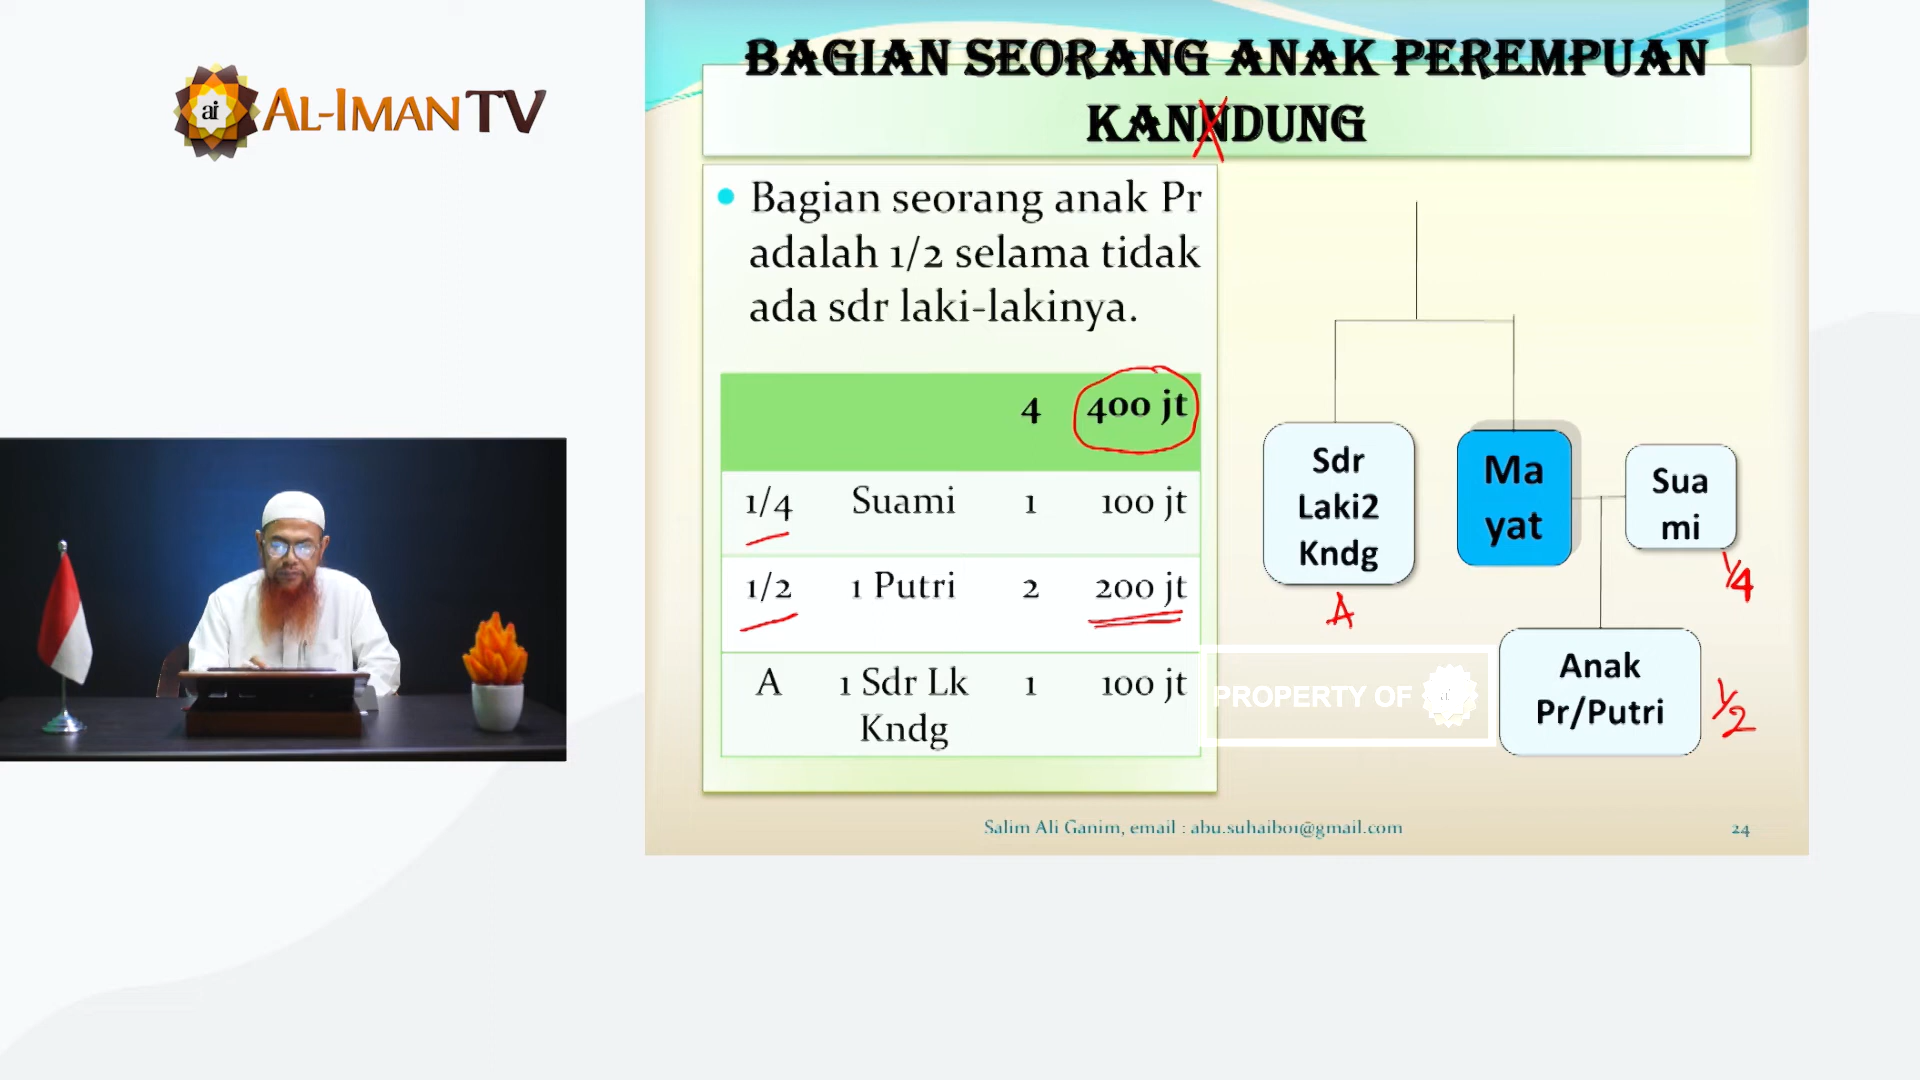 ai AL-IMAN TV
BAGIAN SEORANG ANAK PEREMPUAN
KANNDUNG
Bagian seorang anak Pr
adalah 1/2 selama tidak
ada sdr laki-lakinya.
4 400 jt
1/4 Suami 1 100 jt
1/2 1 Putri 2 200 jt
A 1 Sdr Lk
Kndg 1 100 jt
Sdr
Laki2
Kndg
A
Ma
yat
Sua
mi
1/4
Anak
Pr/Putri
1/2
PROPERTY OF ai
Salim Ali Ganim, email : abu.suhaib01@gmail.com
24